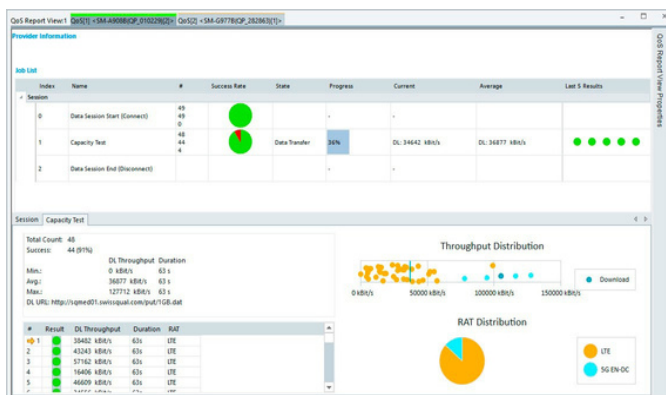 QoS Report View:1 QoS[1] <SM-A908B(QP_010229)[2]> QoS[2] <SM-G977B(QP_282863)[1]>
Provider Information
QoS Report View Properties
Job List
Index Name # Success Rate State Progress Current Average Last 5 Results
Session
0 Data Session Start (Connect) 49 - -
49
0
1 Capacity Test 48 Data Transfer 36% DL: 34642 kBit/s DL: 36877 kBit/s
44
4
2 Data Session End (Disconnect) - -
Session Capacity Test
Total Count: 48
Success: 44 (91%)
DL Throughput Duration
Min.: 0 kBit/s 63 s
Avg.: 36877 kBit/s 63 s
Max.: 127712 kBit/s 63 s
DL URL: http://sqmed01.swissqual.com/put/1GB.dat
Throughput Distribution
0 kBit/s 50000 kBit/s 100000 kBit/s 150000 kBit/s
Download
# Result DL Throughput Duration RAT
1 38482 kBit/s 63s LTE
2 43243 kBit/s 63s LTE
3 57162 kBit/s 63s LTE
4 16406 kBit/s 63s LTE
5 46609 kBit/s 63s LTE
RAT Distribution
LTE
5G EN-DC